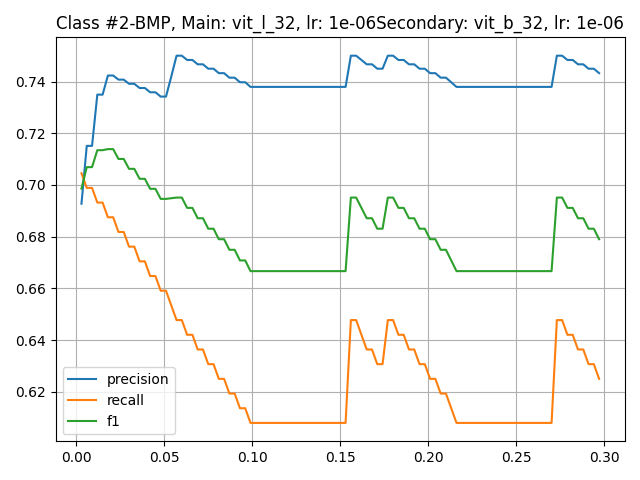 Class #2-BMP, Main: vit_l_32, lr: 1e-06Secondary: vit_b_32, lr: 1e-06
0.74
0.72
0.70
0.68
0.66
0.64
0.62
precision
recall
f1
0.00 0.05 0.10 0.15 0.20 0.25 0.30